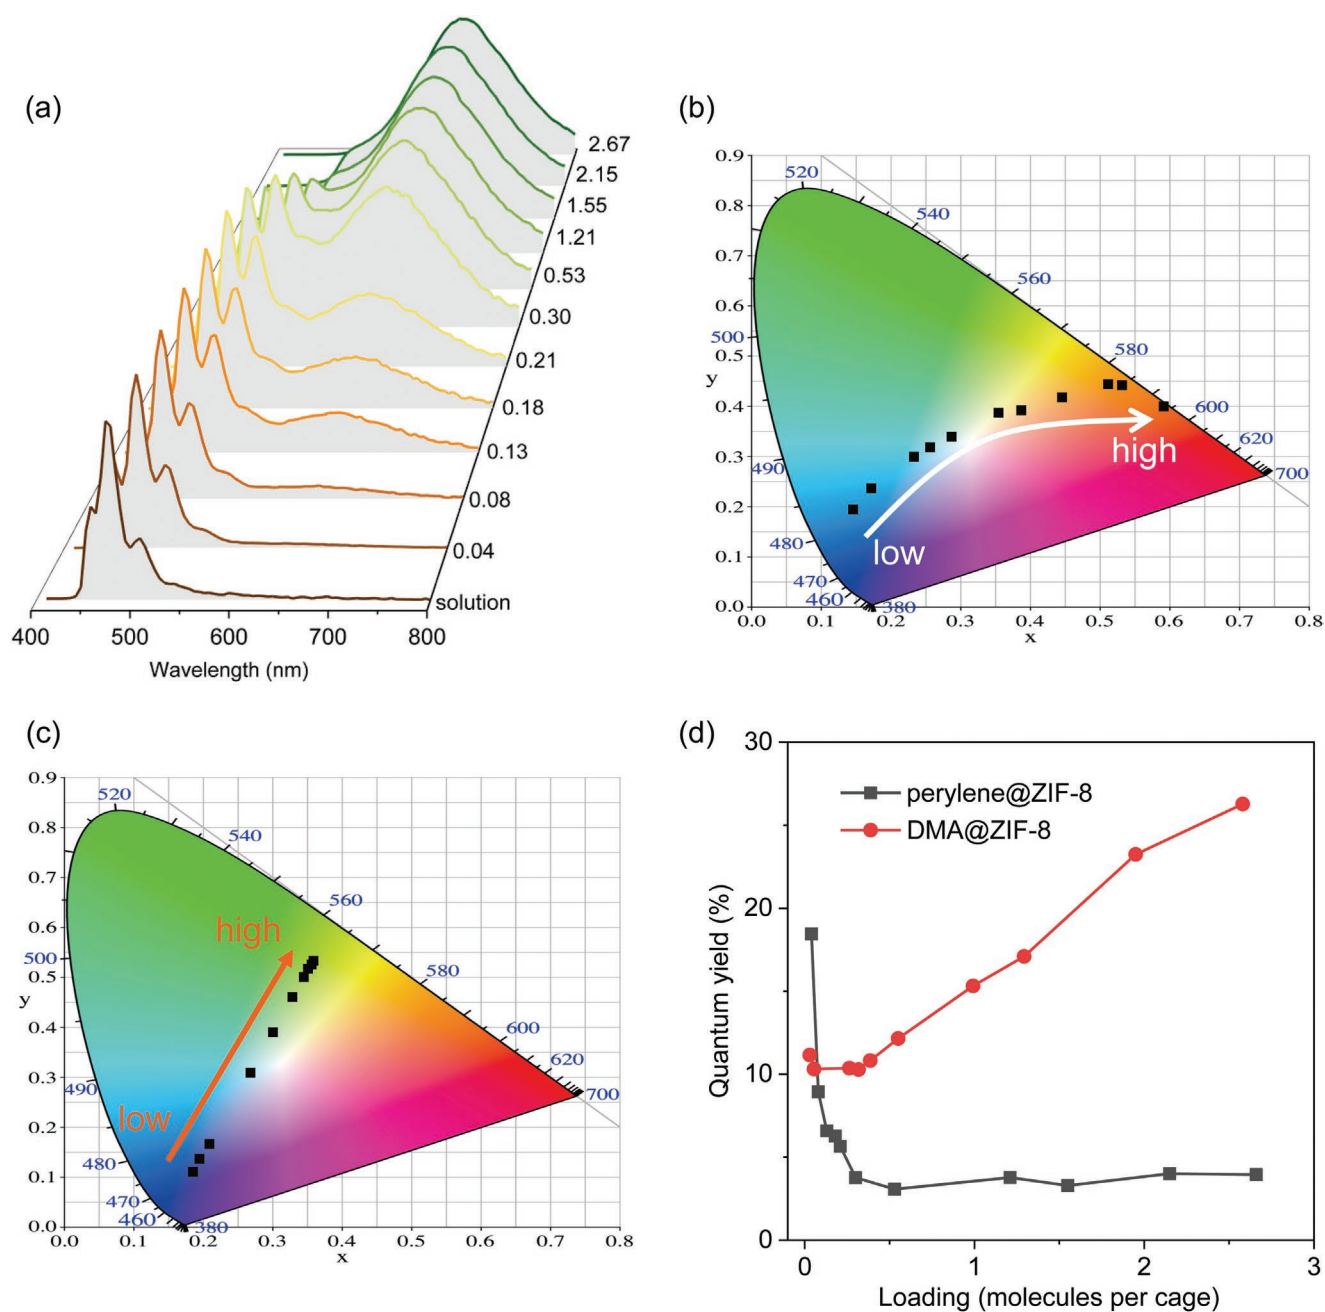 (a)
2.67
2.15
1.55
1.21
0.53
0.30
0.21
0.18
0.13
0.08
0.04
solution
400 500 600 700 800
Wavelength (nm)
(b)
0.9
0.8
0.7
0.6
0.5
y
0.4
0.3
0.2
0.1
0.0
520
540
560
500
580
600
620
490
700
480
470
460
380
high
low
0.0 0.1 0.2 0.3 0.4 0.5 0.6 0.7 0.8
x
(c)
0.9
0.8
0.7
0.6
0.5
y
0.4
0.3
0.2
0.1
0.0
520
540
560
500
580
600
620
490
700
480
470
460
380
high
low
0.0 0.1 0.2 0.3 0.4 0.5 0.6 0.7 0.8
x
(d)
30
20
10
0
Quantum yield (%)
perylene@ZIF-8
DMA@ZIF-8
0 1 2 3
Loading (molecules per cage)